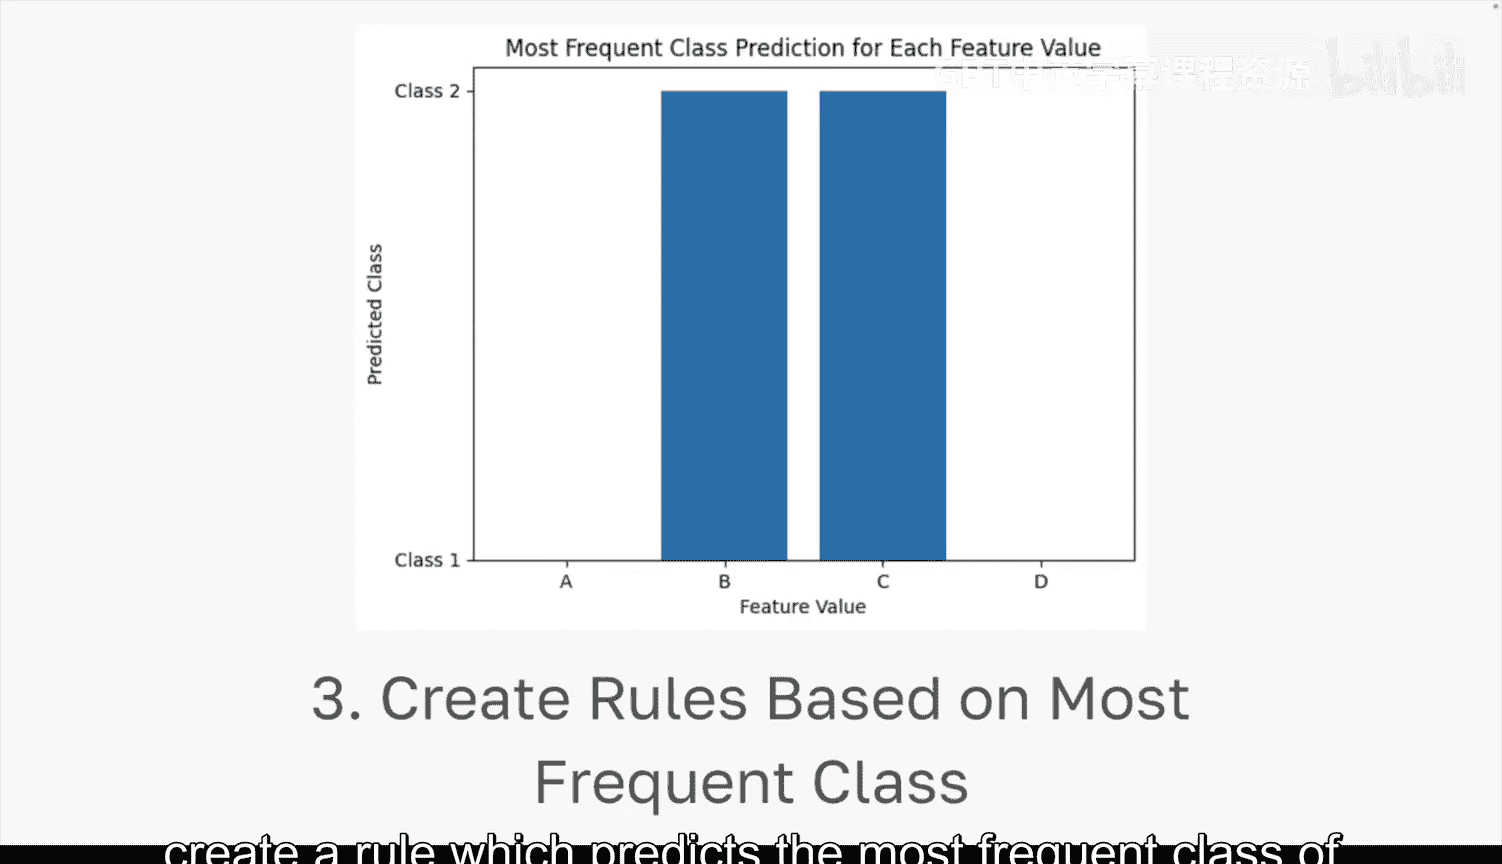 Most Frequent Class Prediction for Each Feature Value
Class 2
Predicted Class
Class 1
A B C D
Feature Value
3. Create Rules Based on Most
Frequent Class
create a rule which predicts the most frequent class of
bilibili